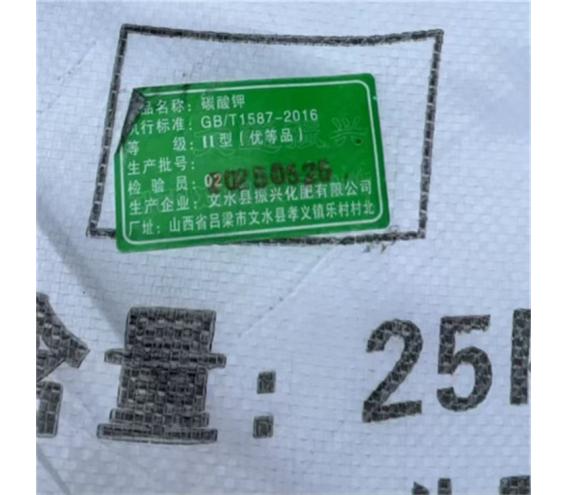 品名称：碳酸钾
执行标准：GB/T1587-2016
等 级：II型（优等品）
生产批号：
检验员：02 20250626
生产企业：文水县振兴化肥有限公司
厂址：山西省吕梁市文水县孝义镇乐村村北
含量：25k